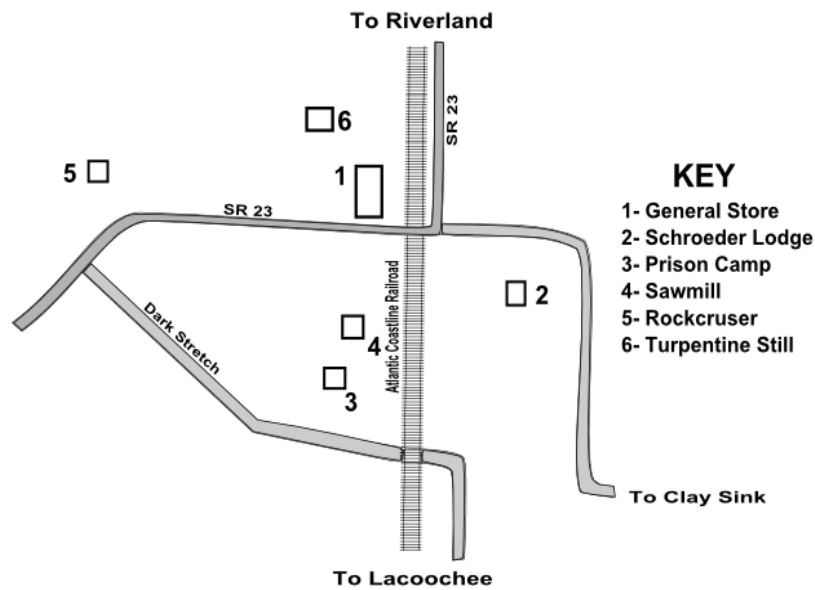 To Riverland
SR 23
6
5
1
SR 23
KEY
1- General Store
2- Schroeder Lodge
3- Prison Camp
4- Sawmill
5- Rockcruser
6- Turpentine Still
Atlantic Coastline Railroad
2
Dark Stretch
4
3
To Clay Sink
To Lacoochee